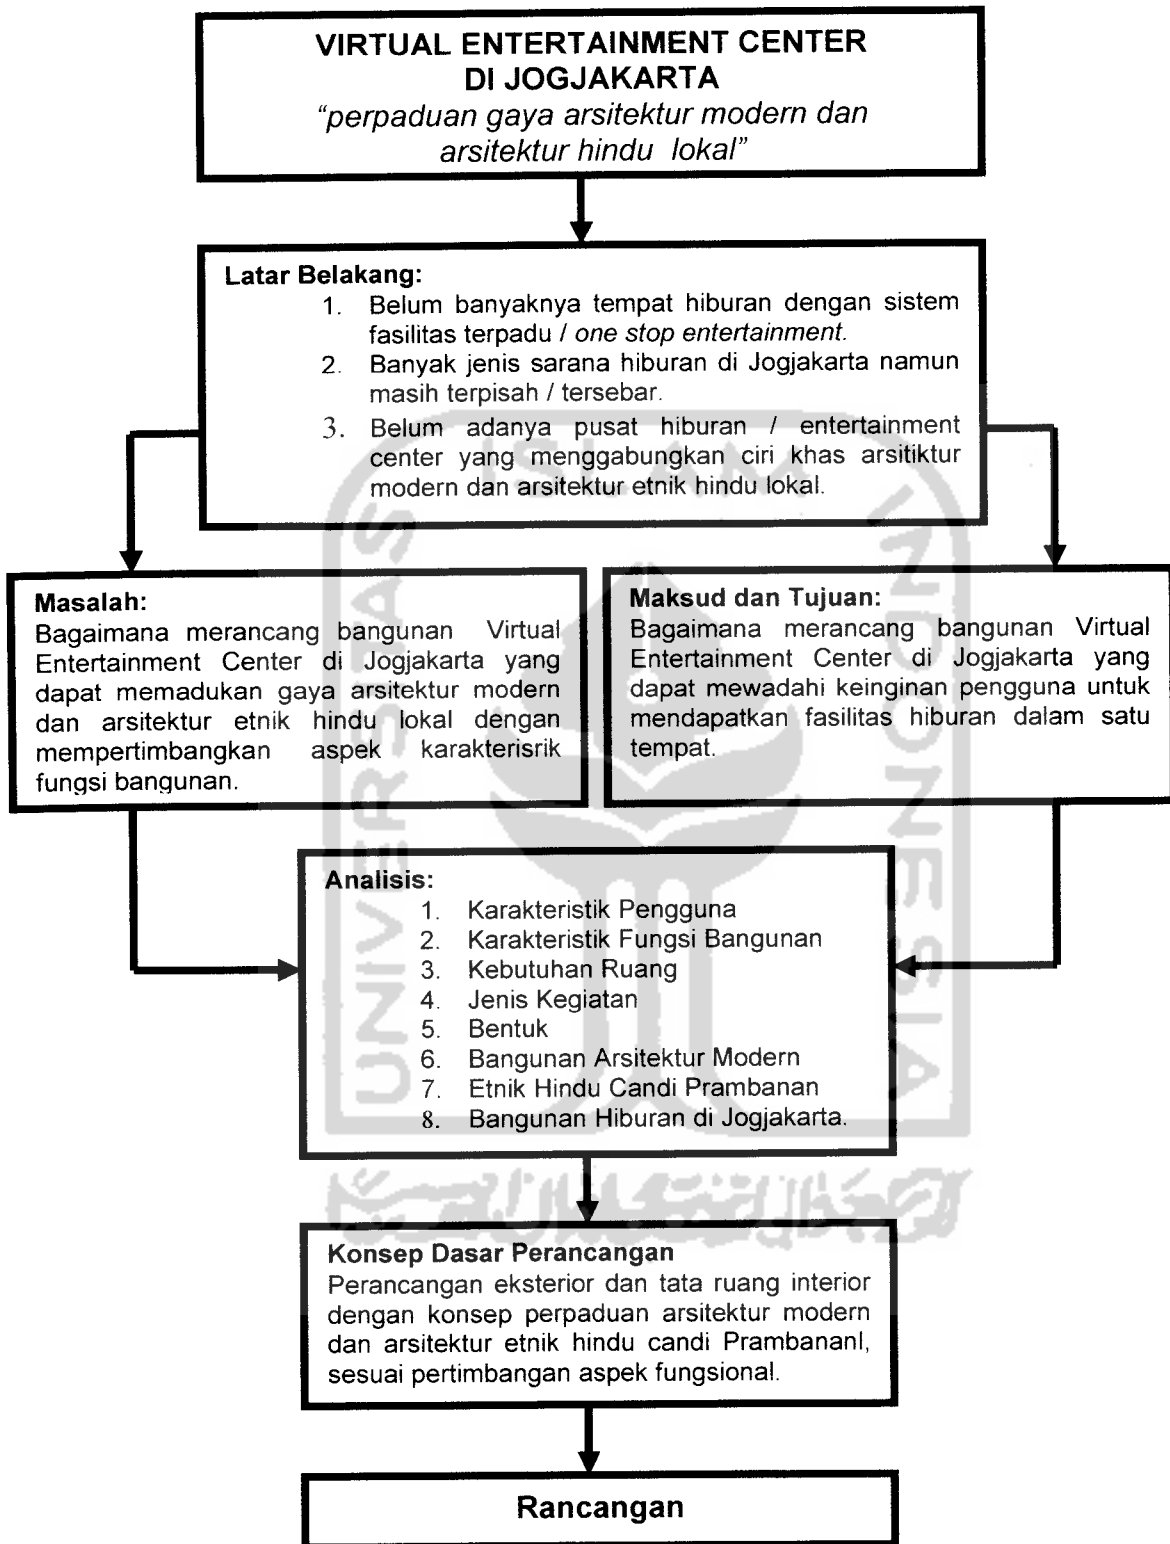 VIRTUAL ENTERTAINMENT CENTER
DI JOGJAKARTA
“perpaduan gaya arsitektur modern dan
arsitektur hindu lokal”
Latar Belakang:
1. Belum banyaknya tempat hiburan dengan sistem
fasilitas terpadu / one stop entertainment.
2. Banyak jenis sarana hiburan di Jogjakarta namun
masih terpisah / tersebar.
3. Belum adanya pusat hiburan / entertainment
center yang menggabungkan ciri khas arsitiktur
modern dan arsitektur etnik hindu lokal.
Masalah:
Bagaimana merancang bangunan Virtual
Entertainment Center di Jogjakarta yang
dapat memadukan gaya arsitektur modern
dan arsitektur etnik hindu lokal dengan
mempertimbangkan aspek karakterisrik
fungsi bangunan.
Maksud dan Tujuan:
Bagaimana merancang bangunan Virtual
Entertainment Center di Jogjakarta yang
dapat mewadahi keinginan pengguna untuk
mendapatkan fasilitas hiburan dalam satu
tempat.
Analisis:
1. Karakteristik Pengguna
2. Karakteristik Fungsi Bangunan
3. Kebutuhan Ruang
4. Jenis Kegiatan
5. Bentuk
6. Bangunan Arsitektur Modern
7. Etnik Hindu Candi Prambanan
8. Bangunan Hiburan di Jogjakarta.
Konsep Dasar Perancangan
Perancangan eksterior dan tata ruang interior
dengan konsep perpaduan arsitektur modern
dan arsitektur etnik hindu candi Prambananl,
sesuai pertimbangan aspek fungsional.
Rancangan
UNIVERSITAS
ISLAM
INDONESIA